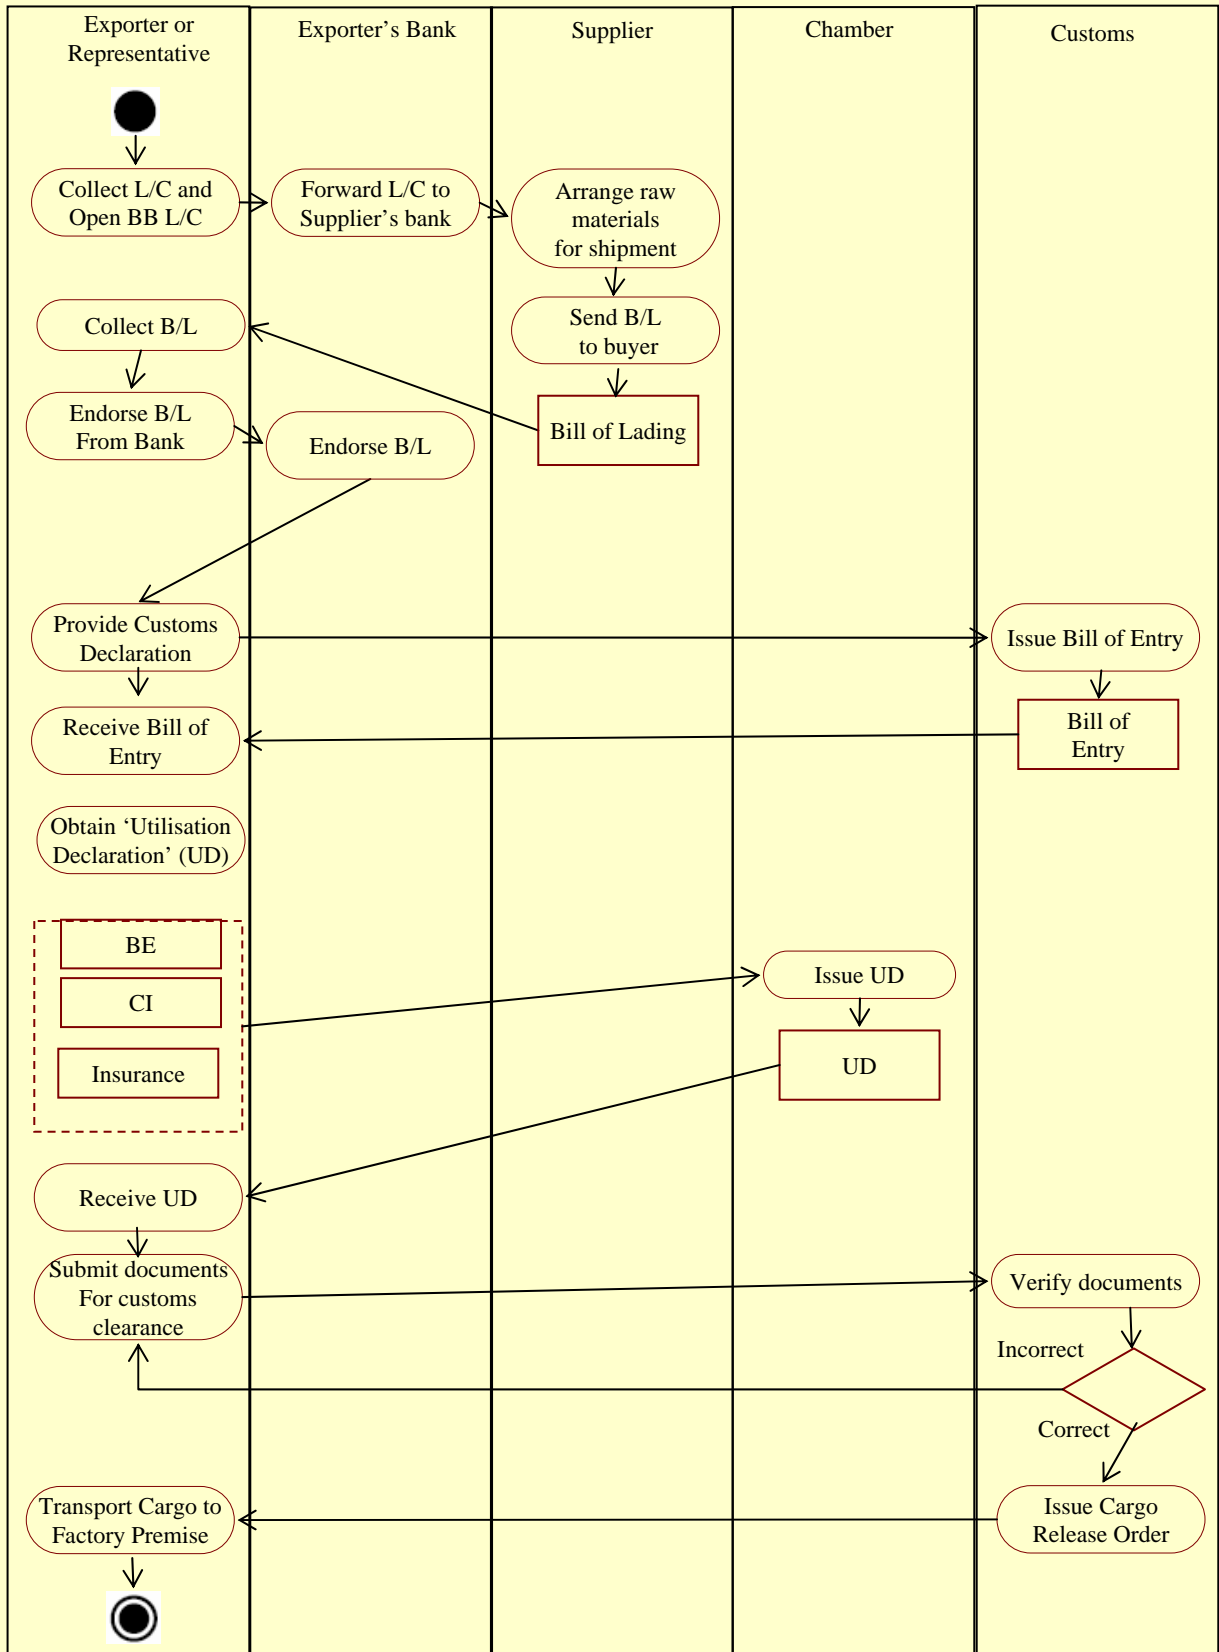 Exporter or
Representative
Exporter’s Bank
Supplier
Chamber
Customs
Collect L/C and
Open BB L/C
Forward L/C to
Supplier’s bank
Arrange raw
materials
for shipment
Collect B/L
Send B/L
to buyer
Endorse B/L
From Bank
Endorse B/L
Bill of Lading
Provide Customs
Declaration
Issue Bill of Entry
Receive Bill of
Entry
Bill of
Entry
Obtain ‘Utilisation
Declaration’ (UD)
BE
CI
Insurance
Issue UD
UD
Receive UD
Submit documents
For customs
clearance
Verify documents
Incorrect
Correct
Transport Cargo to
Factory Premise
Issue Cargo
Release Order